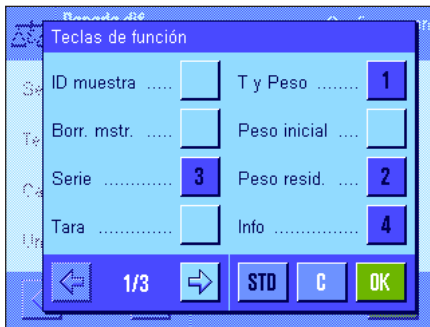 Teclas de función
ID muestra ..... T y Peso ........ 1
Borr. mstr. ..... Peso inicial ....
Serie ............. 3 Peso resid. .... 2
Tara .............. Info .............. 4
1/3 STD C OK